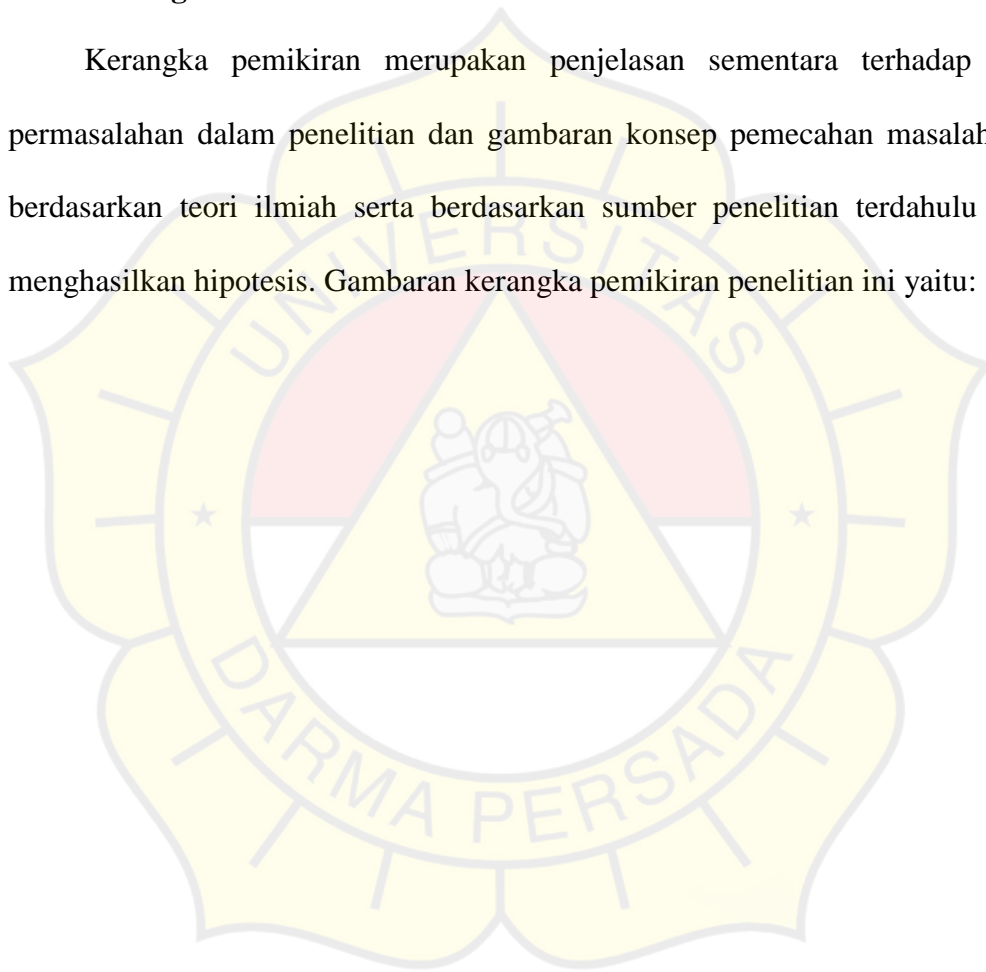 Kerangka pemikiran merupakan penjelasan sementara terhadap
permasalahan dalam penelitian dan gambaran konsep pemecahan masalah
berdasarkan teori ilmiah serta berdasarkan sumber penelitian terdahulu
menghasilkan hipotesis. Gambaran kerangka pemikiran penelitian ini yaitu:
UNIVERSITAS
DARMA PERSADA